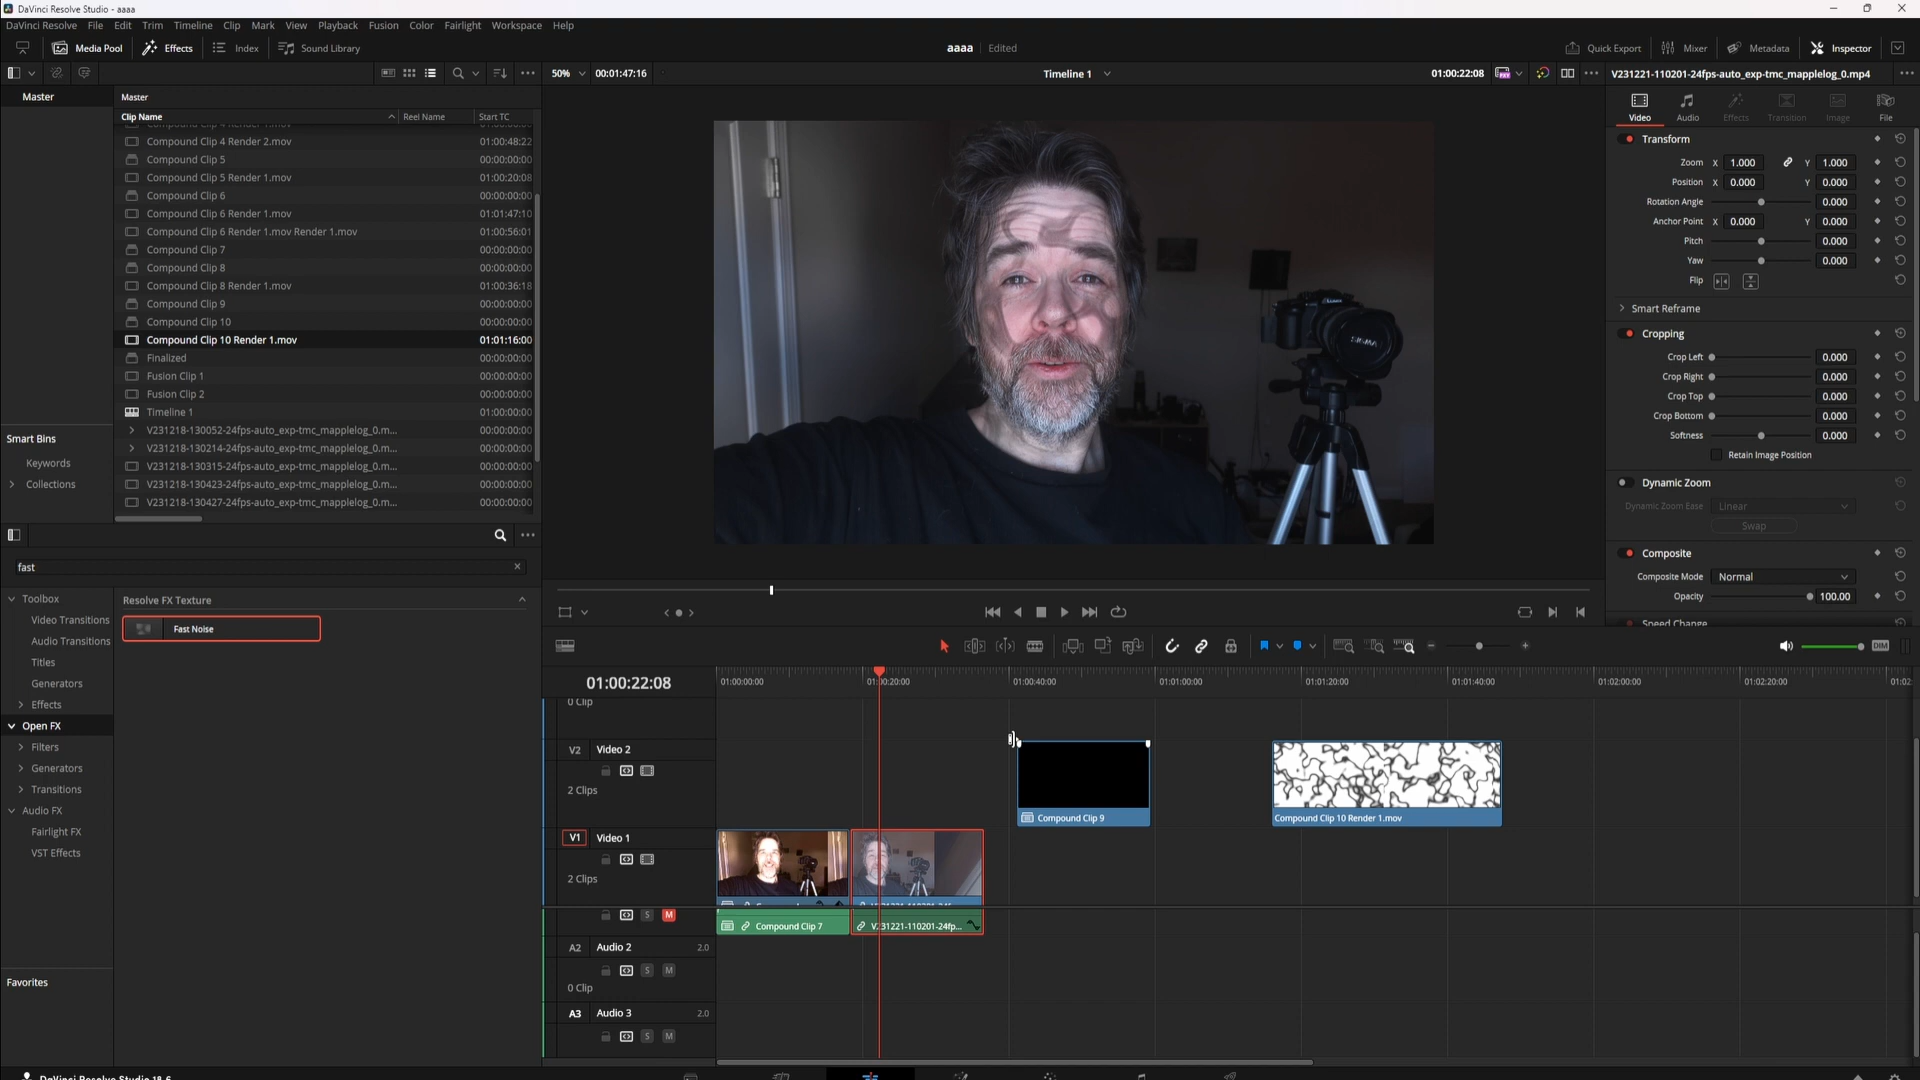 DaVinci Resolve Studio - aaaa
DaVinci Resolve File Edit Trim Timeline Clip Mark View Playback Fusion Color Fairlight Workspace Help
Media Pool Effects Index Sound Library aaaa Edited Quick Export Mixer Metadata Inspector
50% 00:01:47:16 Timeline 1 01:00:22:08 V231221-110201-24fps-auto_exp-tmc_mapplelog_0.mp4
Master Master
Clip Name Reel Name Start TC
Compound Clip 4 Render 2.mov 01:00:48:22
Compound Clip 5 00:00:00:00
Compound Clip 5 Render 1.mov 01:00:20:08
Compound Clip 6 00:00:00:00
Compound Clip 6 Render 1.mov 01:01:47:10
Compound Clip 6 Render 1.mov Render 1.mov 01:00:56:01
Compound Clip 7 00:00:00:00
Compound Clip 8 00:00:00:00
Compound Clip 8 Render 1.mov 01:00:36:18
Compound Clip 9 00:00:00:00
Compound Clip 10 00:00:00:00
Compound Clip 10 Render 1.mov 01:01:16:00
Finalized 00:00:00:00
Fusion Clip 1 00:00:00:00
Fusion Clip 2 00:00:00:00
Timeline 1 01:00:00:00
V231218-130052-24fps-auto_exp-tmc_mapplelog_0.m... 00:00:00:00
V231218-130214-24fps-auto_exp-tmc_mapplelog_0.m... 00:00:00:00
V231218-130315-24fps-auto_exp-tmc_mapplelog_0.m... 00:00:00:00
V231218-130423-24fps-auto_exp-tmc_mapplelog_0.m... 00:00:00:00
V231218-130427-24fps-auto_exp-tmc_mapplelog_0.m... 00:00:00:00
Smart Bins
Keywords
Collections
fast
Toolbox
Video Transitions
Audio Transitions
Titles
Generators
Effects
Open FX
Filters
Generators
Transitions
Audio FX
Fairlight FX
VST Effects
Favorites
Resolve FX Texture
Fast Noise
SIGMA
Video Audio Effects Transition Image File
Transform
Zoom X 1.000 Y 1.000
Position X 0.000 Y 0.000
Rotation Angle 0.000
Anchor Point X 0.000 Y 0.000
Pitch 0.000
Yaw 0.000
Flip
Smart Reframe
Cropping
Crop Left 0.000
Crop Right 0.000
Crop Top 0.000
Crop Bottom 0.000
Softness 0.000
Retain Image Position
Dynamic Zoom
Dynamic Zoom Ease Linear
Swap
Composite
Composite Mode Normal
Opacity 100.00
Speed Change
DIM
01:00:22:08 01:00:00:00 01:00:20:00 01:00:40:00 01:01:00:00 01:01:20:00 01:01:40:00 01:02:00:00 01:02:20:00 01:02
0 Clip
V2 Video 2
2 Clips
Compound Clip 9 Compound Clip 10 Render 1.mov
V1 Video 1
2 Clips
S M Compound Clip 7 V231221-110201-24fp...
A2 Audio 2 2.0
S M
0 Clip
A3 Audio 3 2.0
S M
DaVinci Resolve Studio 18.6